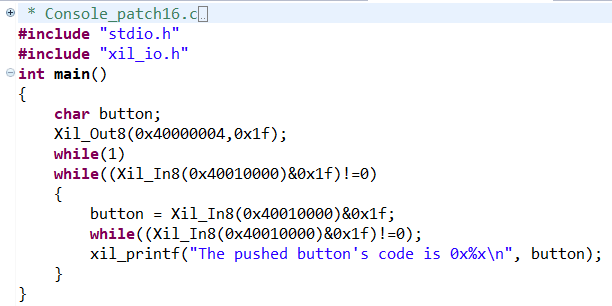 * Console_patch16.c
#include "stdio.h"
#include "xil_io.h"
int main()
{
    char button;
    Xil_Out8(0x40000004,0x1f);
    while(1)
    while((Xil_In8(0x40010000)&0x1f)!=0)
    {
        button = Xil_In8(0x40010000)&0x1f;
        while((Xil_In8(0x40010000)&0x1f)!=0);
        xil_printf("The pushed button's code is 0x%x\n", button);
    }
}